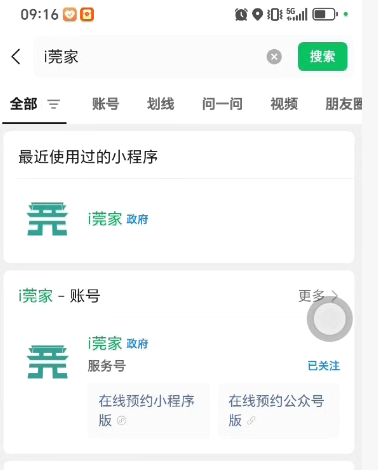 09:16 5G
i莞家 搜索
全部 账号 划线 问一问 视频 朋友圈
最近使用过的小程序
i莞家 政府
i莞家 - 账号 更多
i莞家 政府
服务号 已关注
在线预约小程序 在线预约公众号
版 版